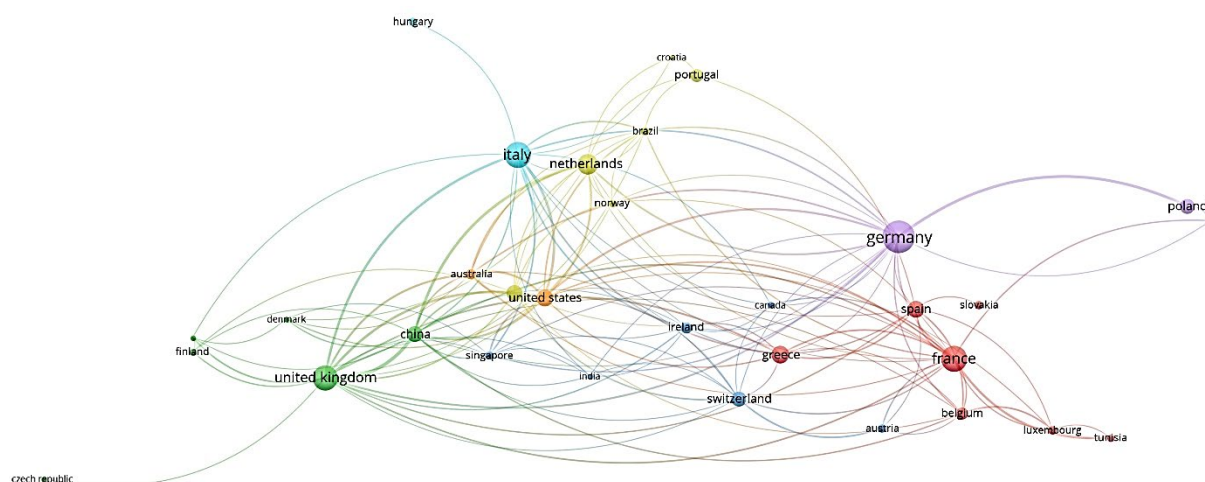 hungary
croatia
portugal
brazil
italy
netherlands
norway
poland
germany
australia
united states
canada
spain
slovakia
denmark
china
ireland
finland
singapore
greece
france
united kingdom
india
switzerland
belgium
austria
luxembourg
tunisia
czech republic